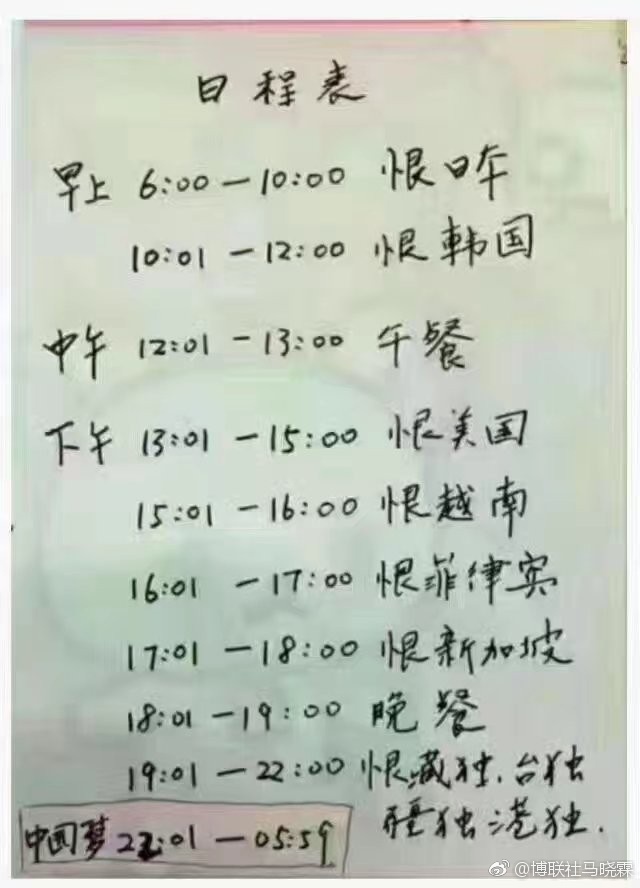 日程表
早上 6:00—10:00 恨日本
10:01—12:00 恨韩国
中午 12:01—13:00 午餐
下午 13:01—15:00 恨美国
15:01—16:00 恨越南
16:01—17:00 恨菲律宾
17:01—18:00 恨新加坡
18:01—19:00 晚餐
19:01—22:00 恨藏独、台独
疆独港独.
中国梦 22:01—05:59
@博联社马晓霖